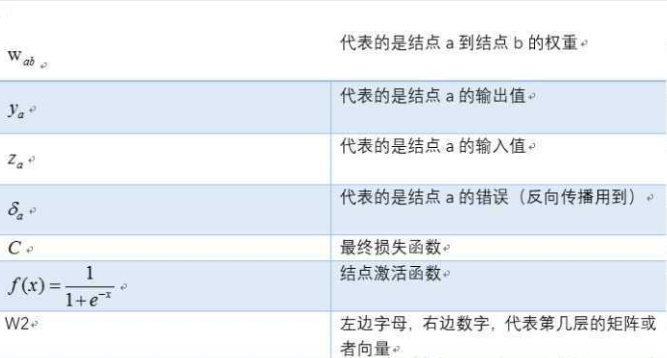 w_{ab} 代表的是结点 a 到结点 b 的权重
y_a 代表的是结点 a 的输出值
z_a 代表的是结点 a 的输入值
δ_a 代表的是结点 a 的错误（反向传播用到）
C 最终损失函数
f(x)=\frac{1}{1+e^{-x}} 结点激活函数
W2 左边字母，右边数字，代表第几层的矩阵或
者向量